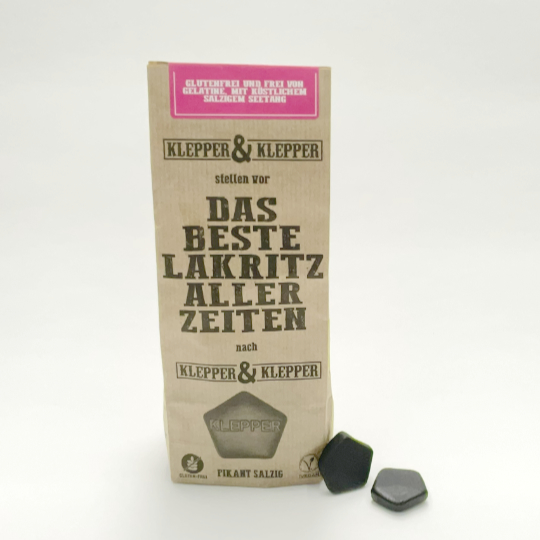 GLUTENFREI UND FREI VON
GELATINE, MIT KÖSTLICHEM
SALZIGEM SEETANG
KLEPPER & KLEPPER
stellen vor
DAS
BESTE
LAKRITZ
ALLER
ZEITEN
nach
KLEPPER & KLEPPER
KLEPPER
PIKANT SALZIG